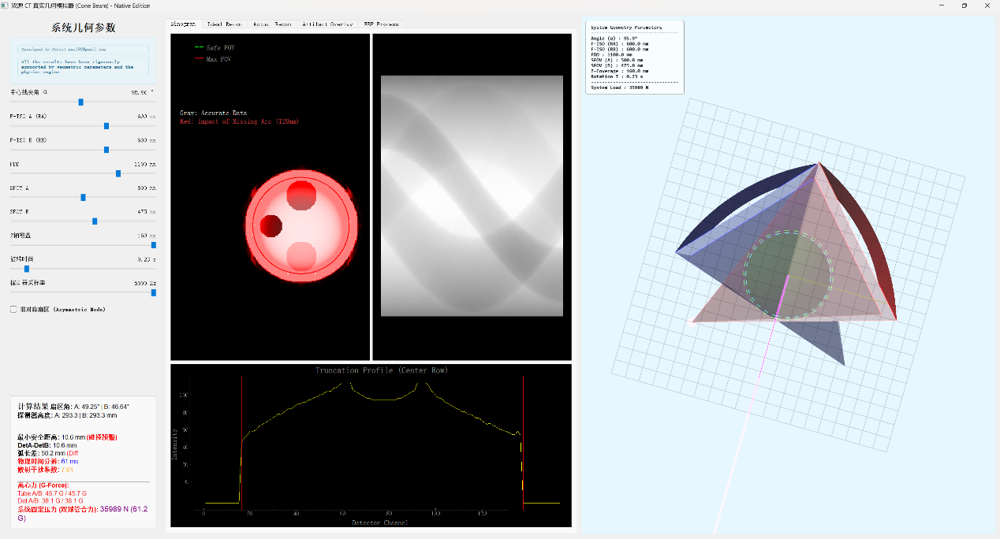 双源 CT 真实几何模拟器 (Cone Beam) - Native Edition
系统几何参数
All the results have been rigorously
supported by geometric parameters and the
physics engine.
中心线夹角 α 95.90 °
F-ISO A (RA) 600 mm
F-ISO B (RB) 600 mm
FDD 1100 mm
SFOV A 500 mm
SFOV B 475 mm
Z轴覆盖 160 mm
旋转时间 0.23 s
探测器采样率 5000 Hz
非对称扇区 (Asymmetric Mode)
计算结果 扇区角: A: 49.25° | B: 46.64°
探测器高度: A: 293.3 | B: 293.3 mm
最小安全距离: 10.6 mm (碰撞预警)
DetA-DetB: 10.6 mm
弧长差: 50.2 mm (Diff
物理时间分辨: 61 ms
散射干扰系数: 7.61
离心力 (G-Force):
Tube A/B: 45.7 G / 45.7 G
Det A/B: 38.1 G / 38.1 G
系统固定压力 (双球管合力): 35989 N (61.2
G)
Sinogram Ideal Recon Actual Recon Artifact Overlay FBP Process
Safe FOV
Max FOV
Gray: Accurate Data
Red: Impact of Missing Arc (120mm)
Truncation Profile (Center Row)
Intensity
100
80
60
40
20
0
0 20 40 60 80 100 120
Detector Channel
System Geometry Parameters
Angle (α) : 95.9°
F-ISO (RA) : 600.0 mm
F-ISO (RB) : 600.0 mm
FDD : 1100.0 mm
SFOV (A) : 500.0 mm
SFOV (B) : 475.0 mm
Z-Coverage : 160.0 mm
Rotation T : 0.23 s
System Load : 35989 N